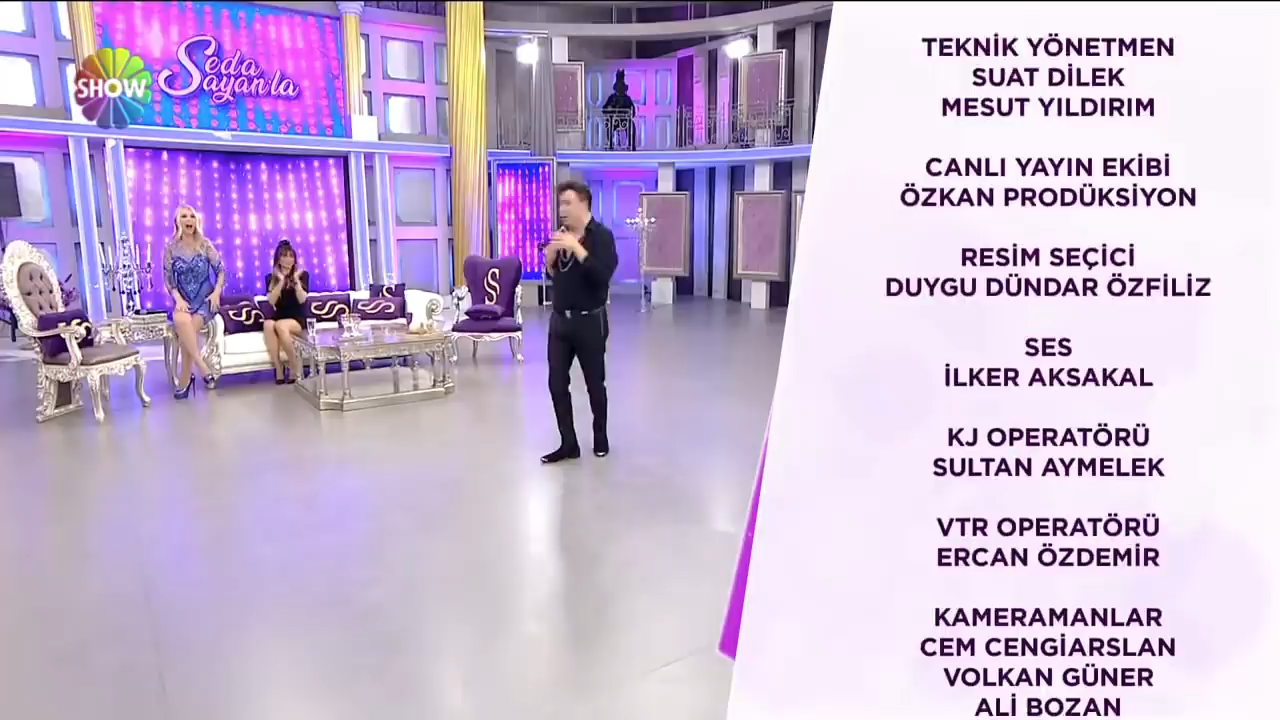 SHOW
Seda
Sayan'la
TEKNİK YÖNETMEN
SUAT DİLEK
MESUT YILDIRIM
CANLI YAYIN EKİBİ
ÖZKAN PRODÜKSİYON
RESİM SEÇİCİ
DUYGU DÜNDAR ÖZFİLİZ
SES
İLKER AKSAKAL
KJ OPERATÖRÜ
SULTAN AYMELEK
VTR OPERATÖRÜ
ERCAN ÖZDEMİR
KAMERAMANLAR
CEM CENGİARSLAN
VOLKAN GÜNER
ALİ BOZAN